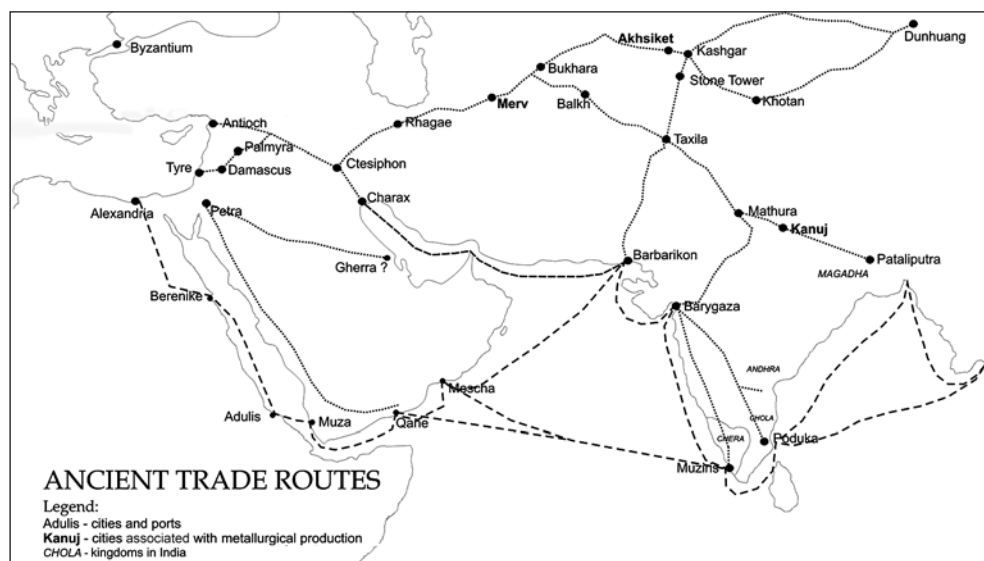 Byzantium
Akhsiket
Dunhuang
Kashgar
Bukhara
Stone Tower
Merv
Balkh
Khotan
Antioch
Rhagae
Taxila
Palmyra
Tyre
Damascus
Ctesiphon
Charax
Alexandria
Petra
Mathura
Kanuj
Gherra ?
Barbarikon
Pataliputra
MAGADHA
Berenike
Barygaza
ANDHRA
Moscha
Adulis
Muza
Qane
CHOLA
CHERA
Poduka
Muziris
ANCIENT TRADE ROUTES
Legend:
Adulis - cities and ports
Kanuj - cities associated with metallurgical production
CHOLA - kingdoms in India